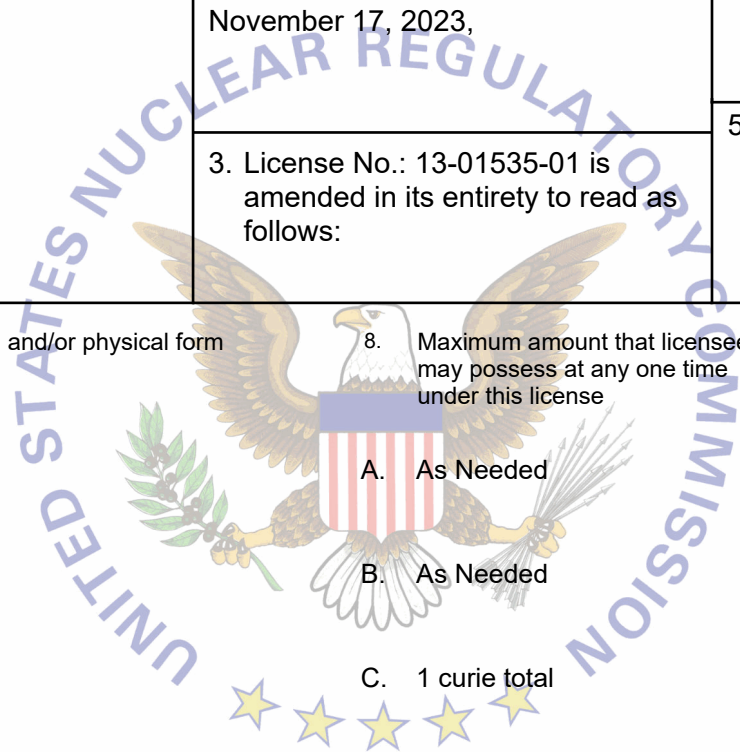 November 17, 2023,
5
3. License No.: 13-01535-01 is
amended in its entirety to read as
follows:
and/or physical form
8. Maximum amount that licensee
may possess at any one time
under this license
A. As Needed
B. As Needed
C. 1 curie total
UNITED STATES NUCLEAR REGULATORY COMMISSION